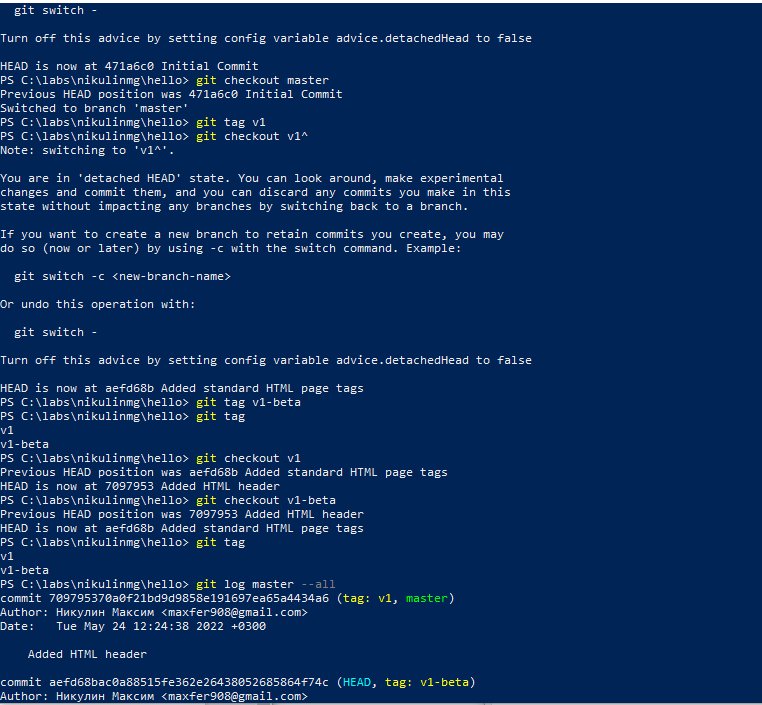 git switch -
Turn off this advice by setting config variable advice.detachedHead to false
HEAD is now at 471a6c0 Initial Commit
PS C:\labs\nikulinmg\hello> git checkout master
Previous HEAD position was 471a6c0 Initial Commit
Switched to branch 'master'
PS C:\labs\nikulinmg\hello> git tag v1
PS C:\labs\nikulinmg\hello> git checkout v1^
Note: switching to 'v1^'.
You are in 'detached HEAD' state. You can look around, make experimental
changes and commit them, and you can discard any commits you make in this
state without impacting any branches by switching back to a branch.
If you want to create a new branch to retain commits you create, you may
do so (now or later) by using -c with the switch command. Example:
  git switch -c <new-branch-name>
Or undo this operation with:
  git switch -
Turn off this advice by setting config variable advice.detachedHead to false
HEAD is now at aefd68b Added standard HTML page tags
PS C:\labs\nikulinmg\hello> git tag v1-beta
PS C:\labs\nikulinmg\hello> git tag
v1
v1-beta
PS C:\labs\nikulinmg\hello> git checkout v1
Previous HEAD position was aefd68b Added standard HTML page tags
HEAD is now at 7097953 Added HTML header
PS C:\labs\nikulinmg\hello> git checkout v1-beta
Previous HEAD position was 7097953 Added HTML header
HEAD is now at aefd68b Added standard HTML page tags
PS C:\labs\nikulinmg\hello> git tag
v1
v1-beta
PS C:\labs\nikulinmg\hello> git log master --all
commit 709795370a0f21bd9d9858e191697ea65a4434a6 (tag: v1, master)
Author: Никулин Максим <maxfer908@gmail.com>
Date:   Tue May 24 12:24:38 2022 +0300
    Added HTML header
commit aefd68bac0a88515fe362e26438052685864f74c (HEAD, tag: v1-beta)
Author: Никулин Максим <maxfer908@gmail.com>